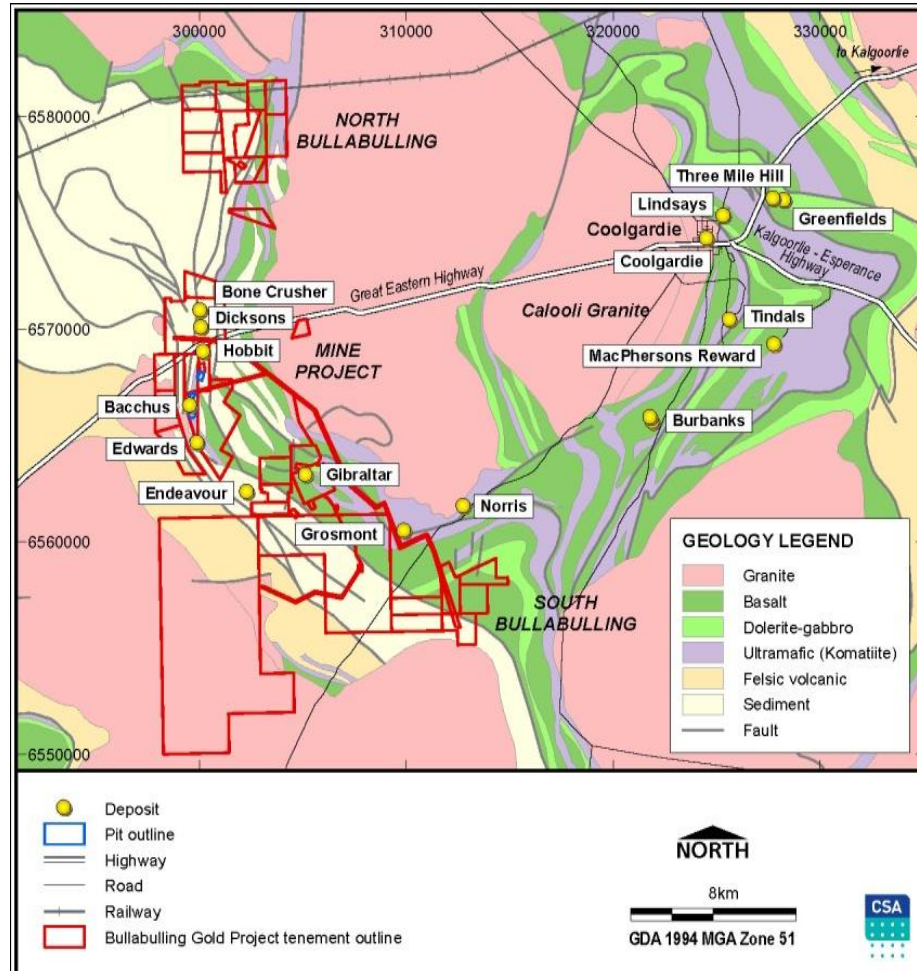 300000
310000
320000
330000
to Kalgoorlie
6580000
NORTH
BULLABULLING
Three Mile Hill
Lindsays
Greenfields
Coolgardie
Coolgardie
Kalgoorlie - Esperance
Highway
Bone Crusher
Great Eastern Highway
Dicksons
Calooli Granite
Tindals
6570000
Hobbit
MINE
PROJECT
MacPhersons Reward
Bacchus
Burbanks
Edwards
Gibraltar
Endeavour
Norris
Grosmont
6560000
SOUTH
BULLABULLING
GEOLOGY LEGEND
Granite
Basalt
Dolerite-gabbro
Ultramafic (Komatiite)
Felsic volcanic
Sediment
Fault
6550000
Deposit
Pit outline
Highway
Road
Railway
Bullabulling Gold Project tenement outline
NORTH
8km
GDA 1994 MGA Zone 51
CSA